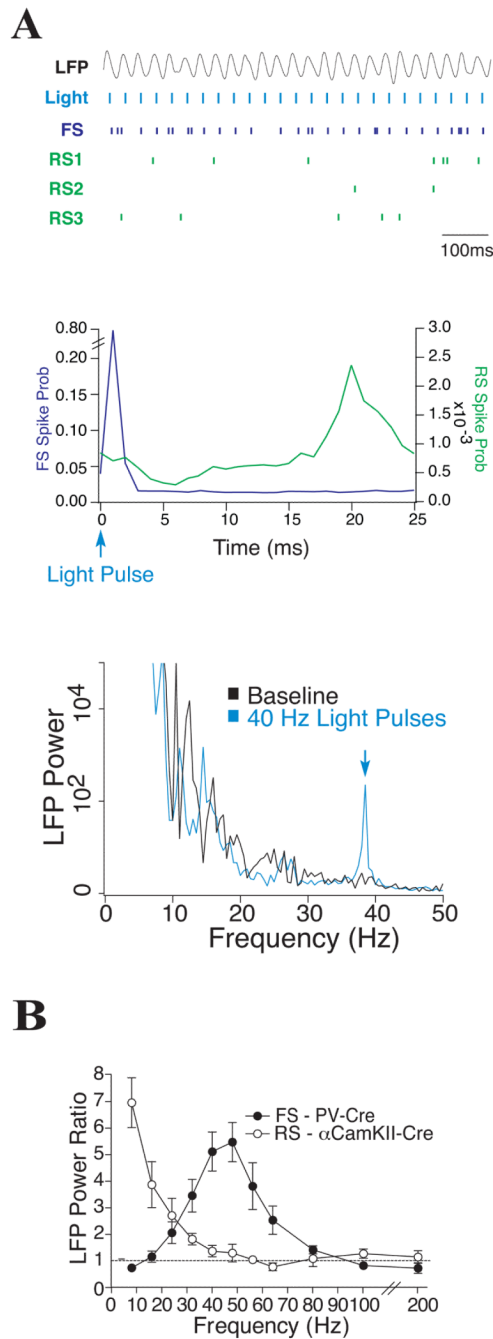 A
LFP
Light
FS
RS1
RS2
RS3
100ms
0.80
0.20
0.15
0.10
0.05
0.00
FS Spike Prob
3.0
2.5
2.0
1.5
1.0
0.5
0.0
x10-3
RS Spike Prob
0 5 10 15 20 25
Time (ms)
Light Pulse
Baseline
40 Hz Light Pulses
LFP Power
10^4
10^2
0
0 10 20 30 40 50
Frequency (Hz)
B
8
7
6
5
4
3
2
1
0
LFP Power Ratio
FS - PV-Cre
RS - αCamKII-Cre
0 10 20 30 40 50 60 70 80 90 100 200
Frequency (Hz)